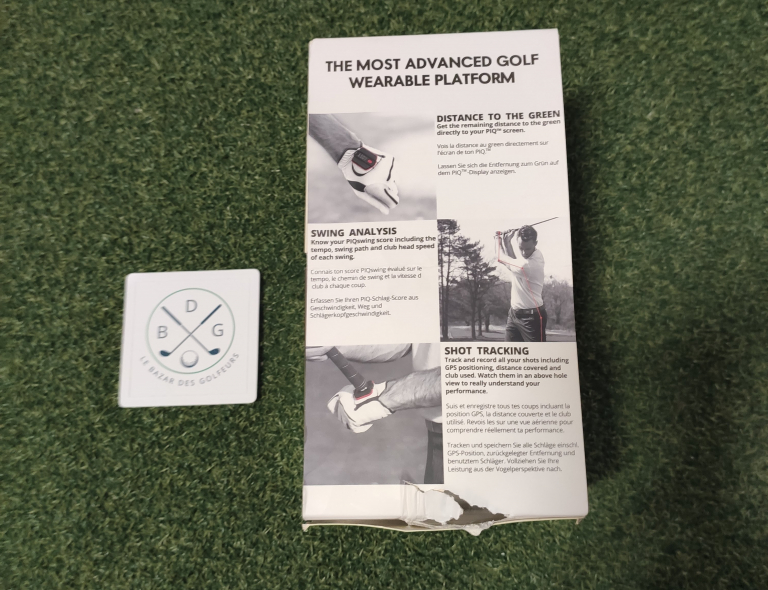 THE MOST ADVANCED GOLF
WEARABLE PLATFORM
DISTANCE TO THE GREEN
Get the remaining distance to the green
directly to your PIQ™ screen.
Vois la distance au green directement sur
l'écran de ton PIQ™
Lassen Sie sich die Entfernung zum Grün auf
dem PIQ™-Display anzeigen.
SWING ANALYSIS
Know your PIQswing score including the
tempo, swing path and club head speed
of each swing.
Connais ton score PIQswing évalué sur le
tempo, le chemin de swing et la vitesse d
club à chaque coup.
Erfassen Sie Ihren PIQ-Schlag-Score aus
Geschwindigkeit, Weg und
Schlägerkopfgeschwindigkeit.
SHOT TRACKING
Track and record all your shots including
GPS positioning, distance covered and
club used. Watch them in an above hole
view to really understand your
performance.
Suis et enregistre tous tes coups incluant la
position GPS, la distance couverte et le club
utilisé. Revois les sur une vue aérienne pour
comprendre réellement ta performance.
Tracken und speichern Sie alle Schläge einschl.
GPS-Position, zurückgelegter Entfernung und
benutztem Schläger. Vollziehen Sie Ihre
Leistung aus der Vogelperspektive nach.
D
B G
LE BAZAR DES GOLFEURS